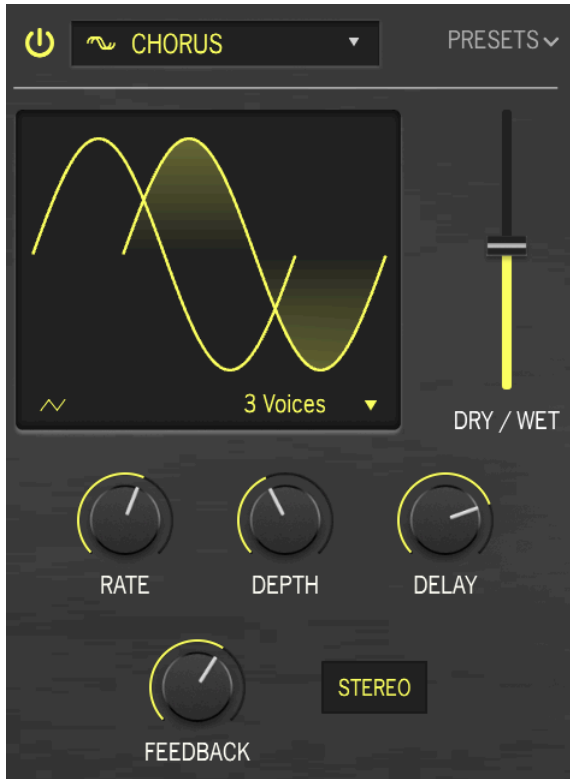 CHORUS
PRESETS
3 Voices
DRY / WET
RATE
DEPTH
DELAY
FEEDBACK
STEREO